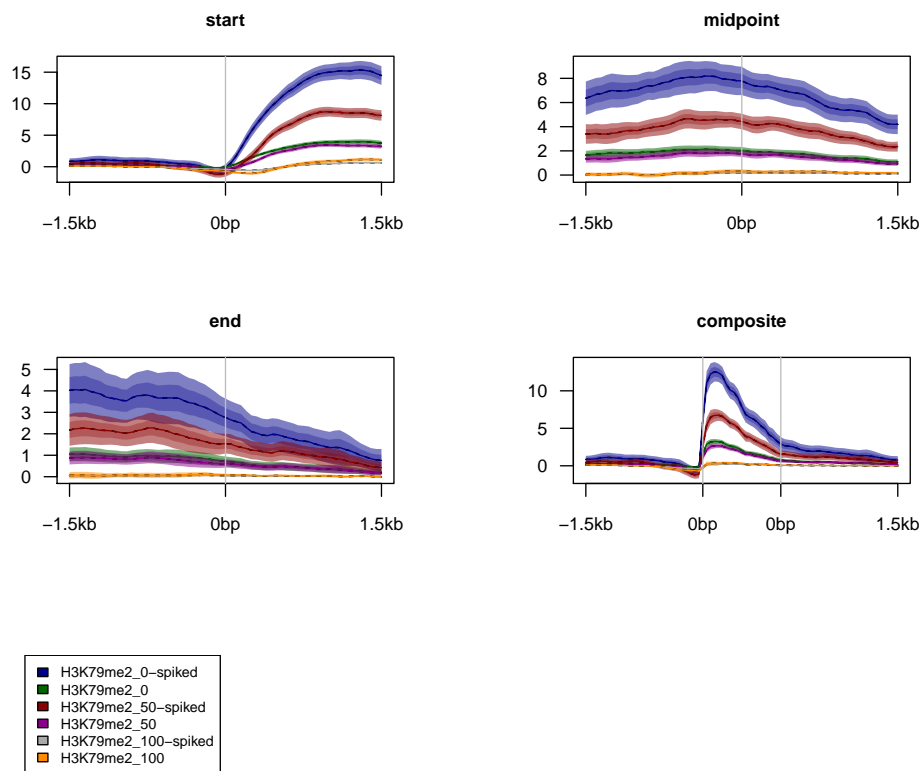 start
15
10
5
0
−1.5kb 0bp 1.5kb
midpoint
8
6
4
2
0
−1.5kb 0bp 1.5kb
end
5
4
3
2
1
0
−1.5kb 0bp 1.5kb
composite
10
5
0
−1.5kb 0bp 0bp 1.5kb
H3K79me2_0−spiked
H3K79me2_0
H3K79me2_50−spiked
H3K79me2_50
H3K79me2_100−spiked
H3K79me2_100